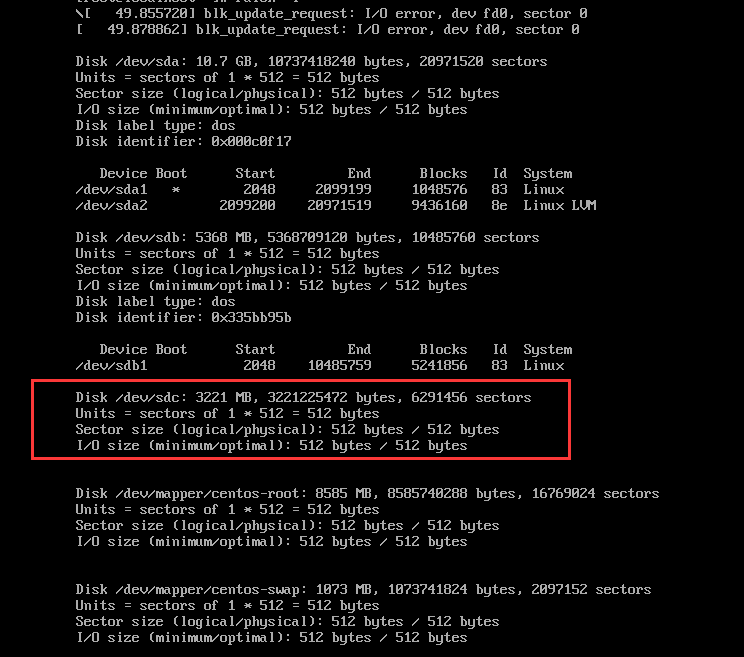 \[   49.855720] blk_update_request: I/O error, dev fd0, sector 0
[   49.878862] blk_update_request: I/O error, dev fd0, sector 0
Disk /dev/sda: 10.7 GB, 10737418240 bytes, 20971520 sectors
Units = sectors of 1 * 512 = 512 bytes
Sector size (logical/physical): 512 bytes / 512 bytes
I/O size (minimum/optimal): 512 bytes / 512 bytes
Disk label type: dos
Disk identifier: 0x000c0f17
Device Boot      Start         End      Blocks   Id  System
/dev/sda1   *        2048     2099199     1048576   83  Linux
/dev/sda2         2099200    20971519     9436160   8e  Linux LVM
Disk /dev/sdb: 5368 MB, 5368709120 bytes, 10485760 sectors
Units = sectors of 1 * 512 = 512 bytes
Sector size (logical/physical): 512 bytes / 512 bytes
I/O size (minimum/optimal): 512 bytes / 512 bytes
Disk label type: dos
Disk identifier: 0x335bb95b
Device Boot      Start         End      Blocks   Id  System
/dev/sdb1            2048    10485759     5241856   83  Linux
Disk /dev/sdc: 3221 MB, 3221225472 bytes, 6291456 sectors
Units = sectors of 1 * 512 = 512 bytes
Sector size (logical/physical): 512 bytes / 512 bytes
I/O size (minimum/optimal): 512 bytes / 512 bytes
Disk /dev/mapper/centos-root: 8585 MB, 8585740288 bytes, 16769024 sectors
Units = sectors of 1 * 512 = 512 bytes
Sector size (logical/physical): 512 bytes / 512 bytes
I/O size (minimum/optimal): 512 bytes / 512 bytes
Disk /dev/mapper/centos-swap: 1073 MB, 1073741824 bytes, 2097152 sectors
Units = sectors of 1 * 512 = 512 bytes
Sector size (logical/physical): 512 bytes / 512 bytes
I/O size (minimum/optimal): 512 bytes / 512 bytes